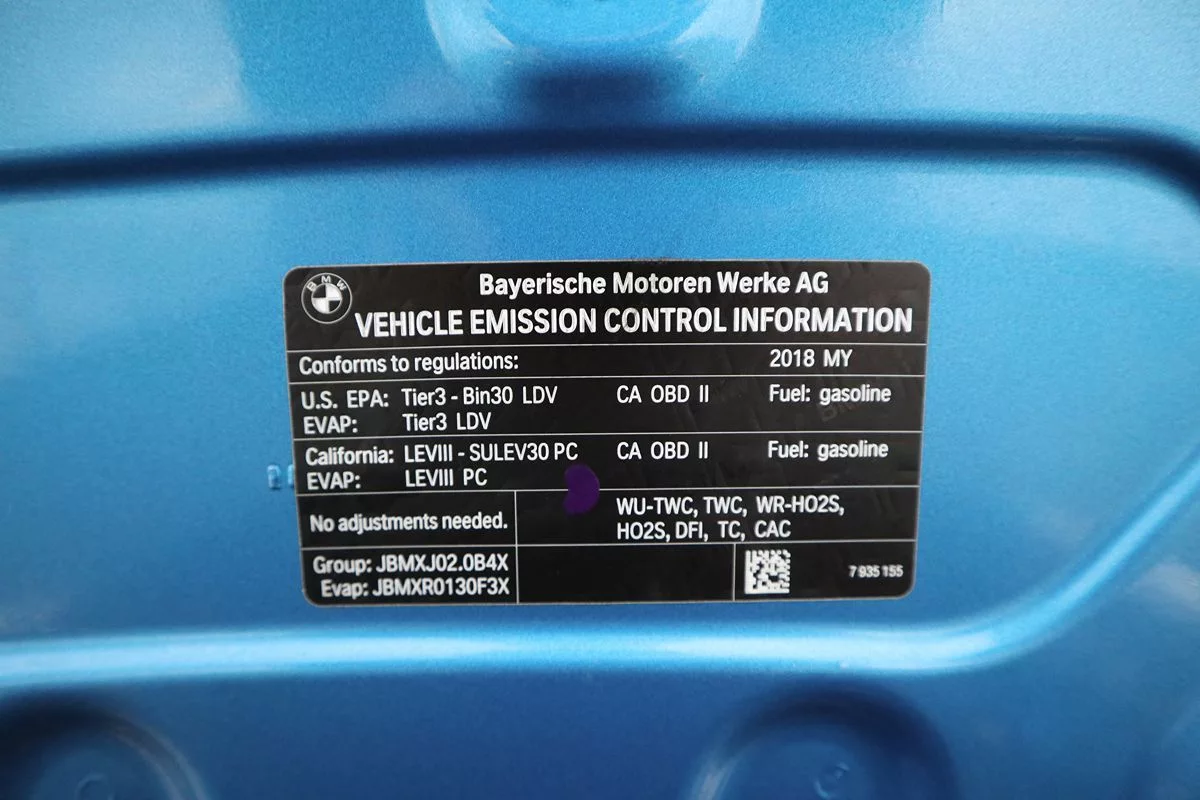 BMW
Bayerische Motoren Werke AG
VEHICLE EMISSION CONTROL INFORMATION
Conforms to regulations: 2018 MY
U.S. EPA: Tier3 - Bin30 LDV CA OBD II Fuel: gasoline
EVAP: Tier3 LDV
California: LEVIII - SULEV30 PC CA OBD II Fuel: gasoline
EVAP: LEVIII PC
No adjustments needed.
WU-TWC, TWC, WR-HO2S,
HO2S, DFI, TC, CAC
Group: JBMXJ02.0B4X
Evap: JBMXR0130F3X
7 935 155